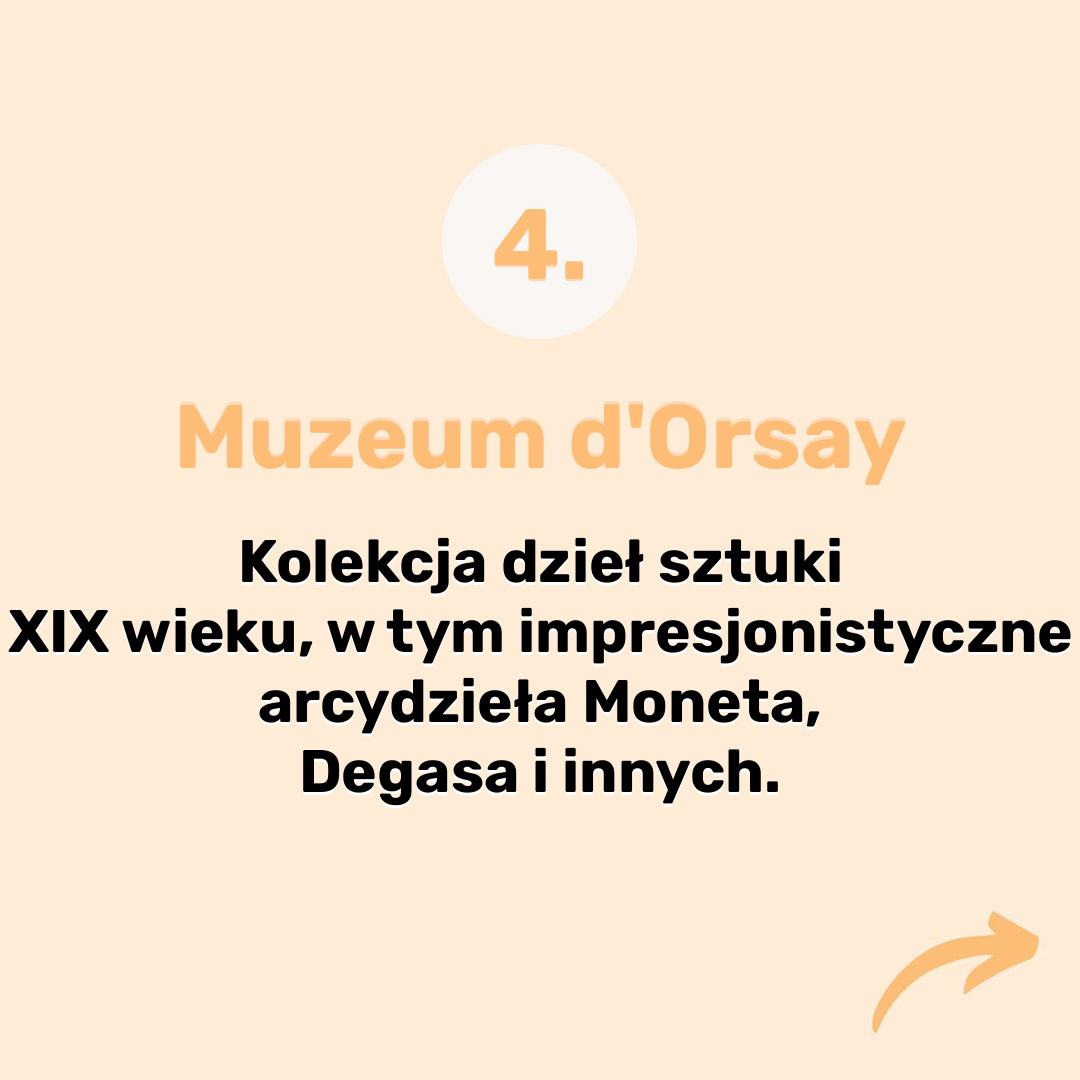 4.
Muzeum d'Orsay
Kolekcja dzieł sztuki
XIX wieku, w tym impresjonistyczne
arcydzieła Moneta,
Degasa i innych.